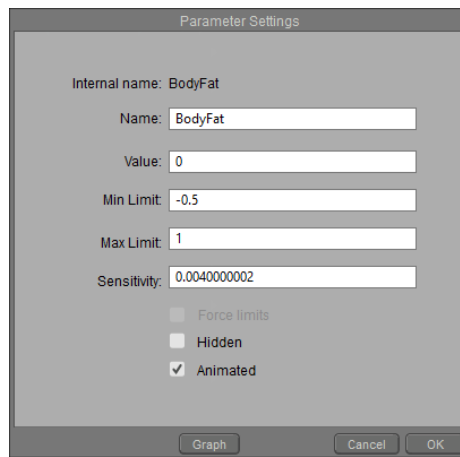 Parameter Settings
Internal name: BodyFat
Name: BodyFat
Value: 0
Min Limit: -0.5
Max Limit: 1
Sensitivity: 0.0040000002
Force limits
Hidden
Animated
Graph Cancel OK